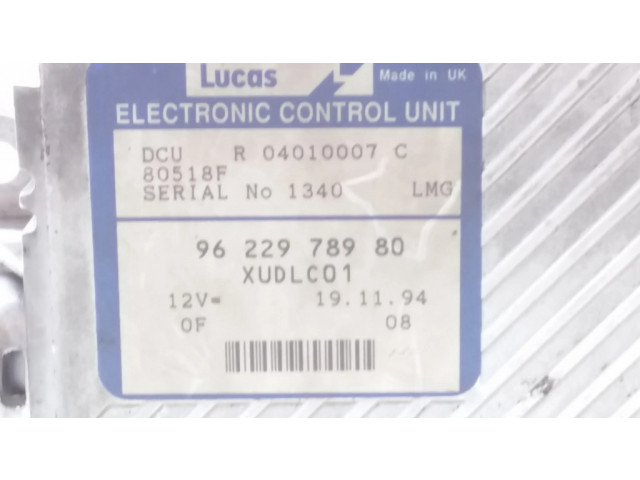 Lucas Made in UK
ELECTRONIC CONTROL UNIT
DCU R 04010007 C
80518F
SERIAL No 1340 LMG
96 229 789 80
XUDLC01
12V= 19.11.94
0F 08